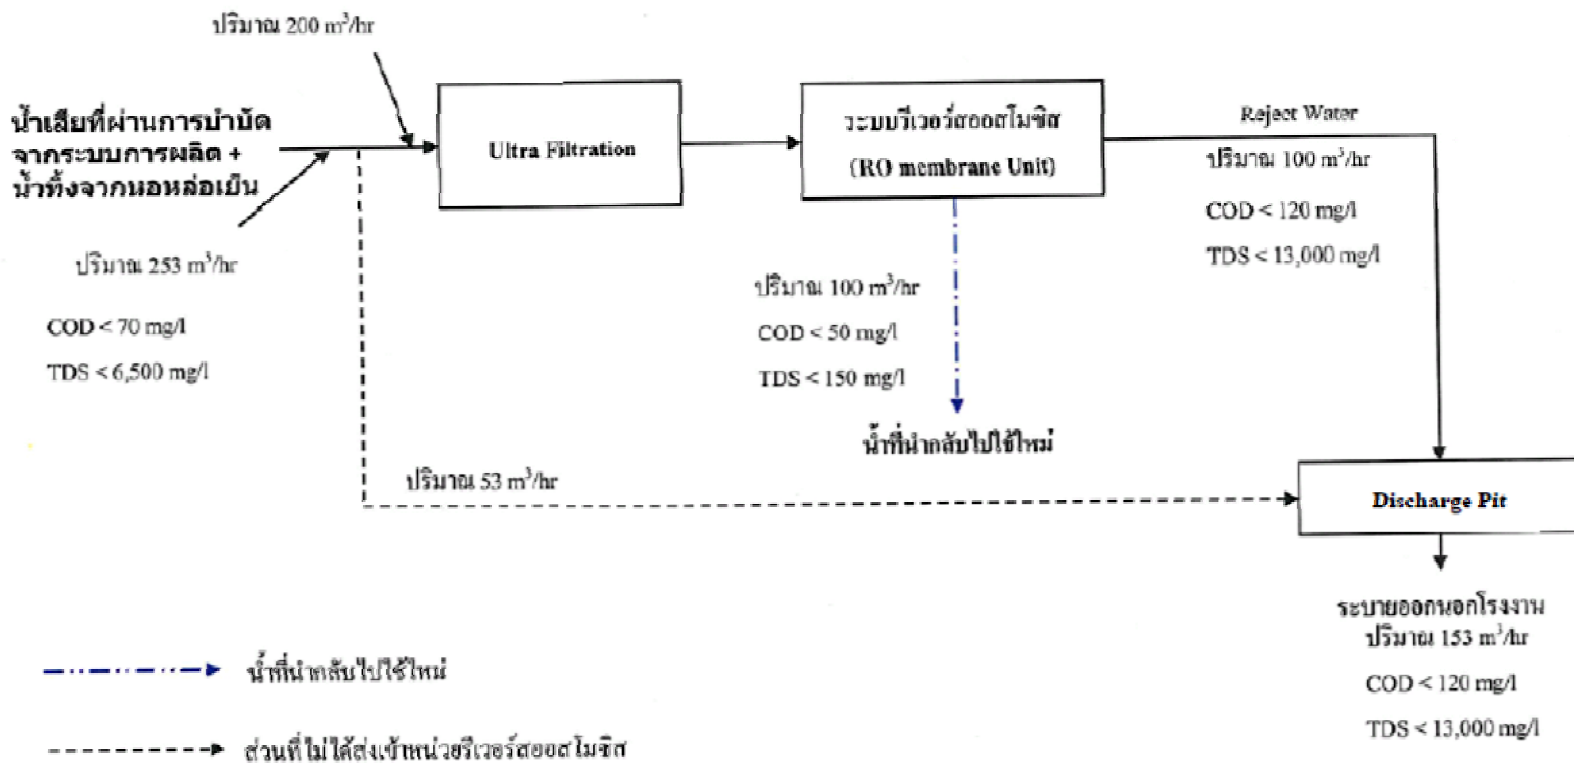 ปริมาณ 200 m³/hr
น้ำเสียที่ผ่านการบำบัด
จากระบบการผลิต +
น้ำทิ้งจากหอหล่อเย็น
Ultra Filtration
ระบบรีเวอร์สออสโมซิส
(RO membrane Unit)
Reject Water
ปริมาณ 100 m³/hr
COD < 120 mg/l
TDS < 13,000 mg/l
ปริมาณ 253 m³/hr
COD < 70 mg/l
TDS < 6,500 mg/l
ปริมาณ 100 m³/hr
COD < 50 mg/l
TDS < 150 mg/l
น้ำที่นำกลับไปใช้ใหม่
ปริมาณ 53 m³/hr
Discharge Pit
ระบายออกนอกโรงงาน
ปริมาณ 153 m³/hr
COD < 120 mg/l
TDS < 13,000 mg/l
น้ำที่นำกลับไปใช้ใหม่
ส่วนที่ไม่ได้ส่งเข้าหน่วยรีเวอร์สออสโมซิส